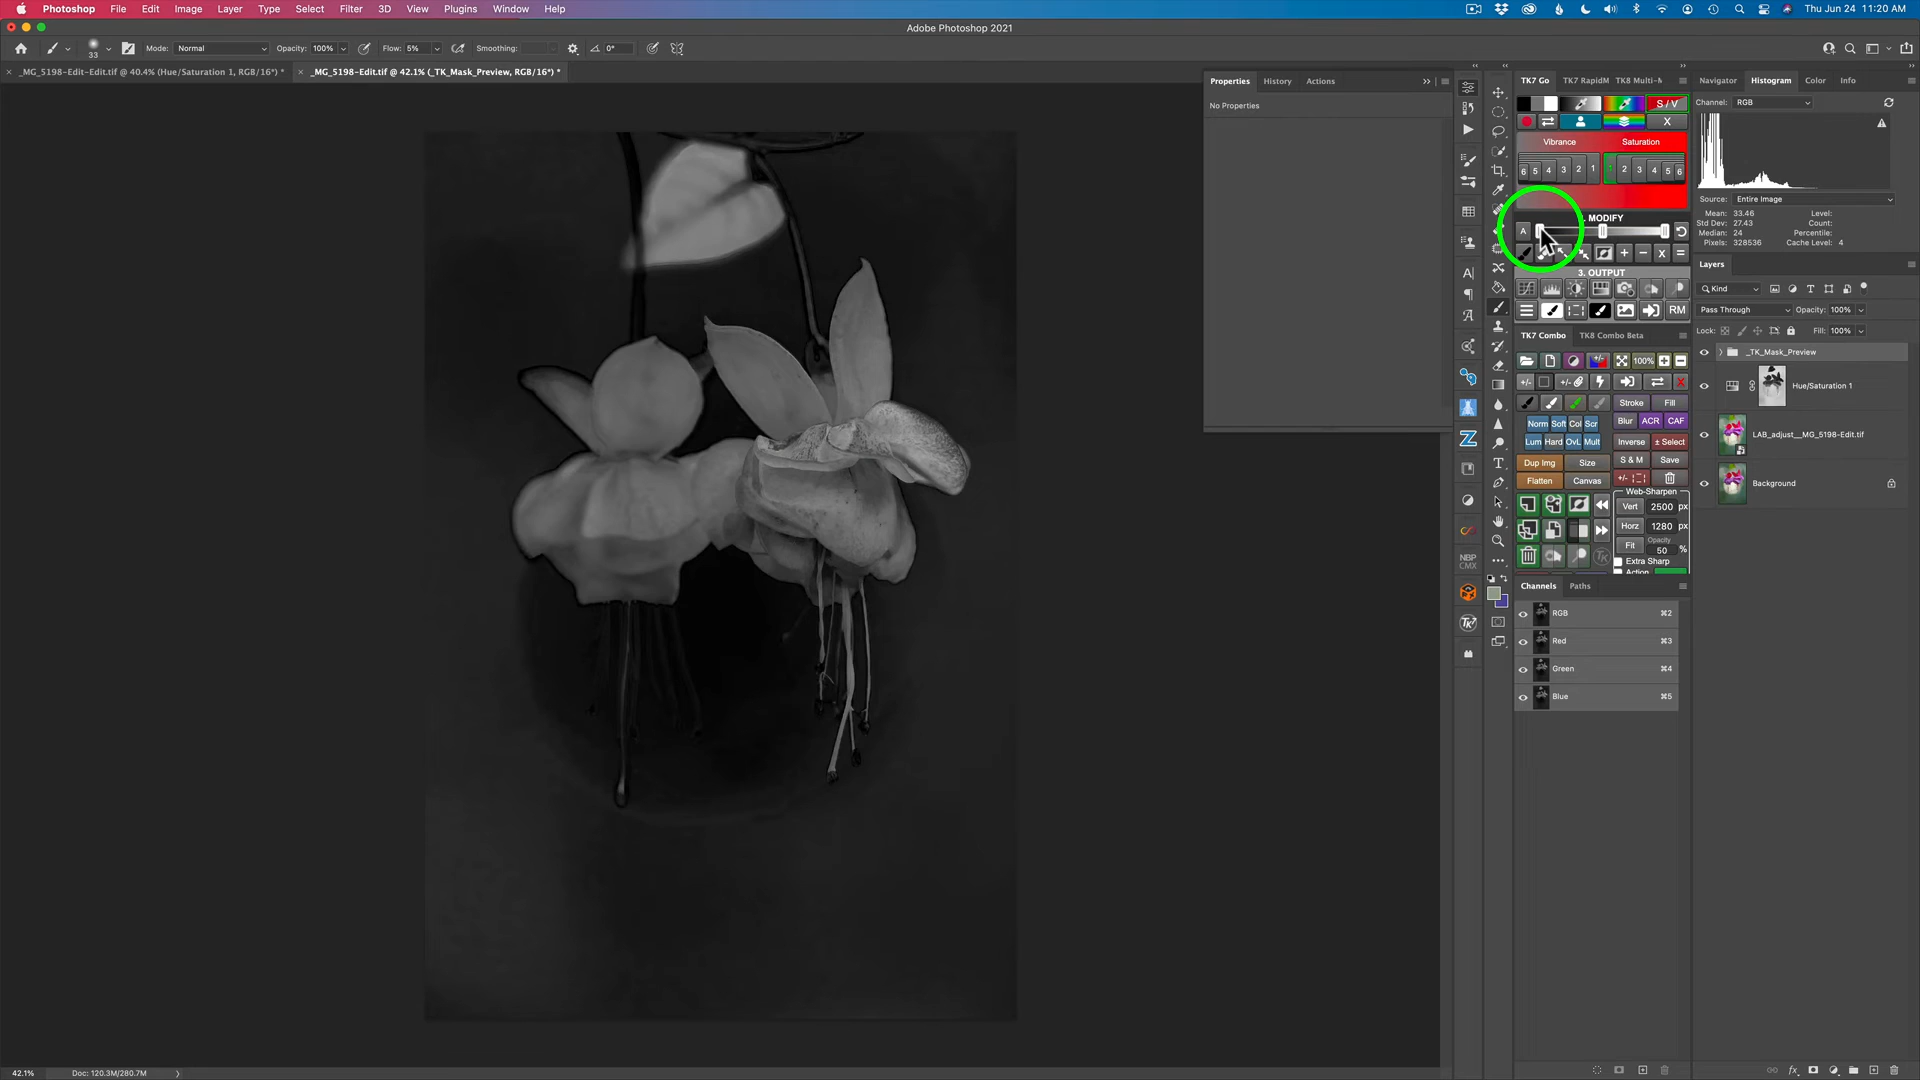 Photoshop File Edit Image Layer Type Select Filter 3D View Plugins Window Help
Thu Jun 24 11:20 AM
Adobe Photoshop 2021
33
Mode: Normal Opacity: 100% Flow: 5% Smoothing: 0°
_MG_5198-Edit-Edit.tif @ 40.4% (Hue/Saturation 1, RGB/16*) *
_MG_5198-Edit.tif @ 42.1% (_TK_Mask_Preview, RGB/16*) *
Properties History Actions
No Properties
TK7 Go TK7 RapidM TK8 Multi-M
S / V
X
Vibrance Saturation
6 5 4 3 2 1 2 3 4 5 6
MODIFY
A
+ − X =
3. OUTPUT
RM
TK7 Combo TK8 Combo Beta
100%
Stroke Fill
Norm Soft Col Scr Blur ACR CAF
Lum Hard OvL Mult Inverse ± Select
Dup Img Size S & M Save
Flatten Canvas
Web-Sharpen
Vert 2500 px
Horz 1280 px
Fit Opacity 50 %
Extra Sharp
Action
Channels Paths
RGB ⌘2
Red ⌘3
Green ⌘4
Blue ⌘5
NBP
CMX
Navigator Histogram Color Info
Channel: RGB
Source: Entire Image
Mean: 33.46 Level:
Std Dev: 27.43 Count:
Median: 24 Percentile:
Pixels: 328536 Cache Level: 4
Layers
Kind
Pass Through Opacity: 100%
Lock: Fill: 100%
_TK_Mask_Preview
Hue/Saturation 1
LAB_adjust__MG_5198-Edit.tif
Background
42.1% Doc: 120.3M/280.7M